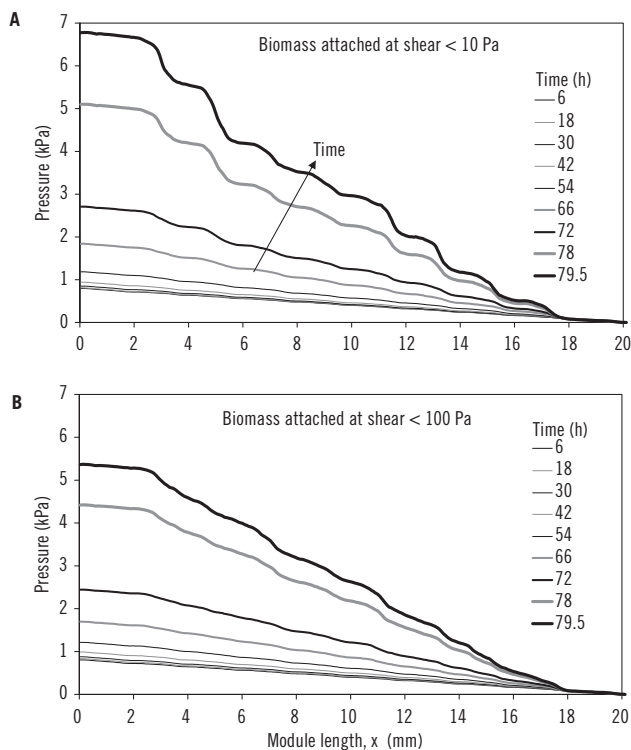 A
Biomass attached at shear < 10 Pa
Time (h)
6
18
30
42
54
66
72
78
79.5
Time
Pressure (kPa)
7
6
5
4
3
2
1
0
0 2 4 6 8 10 12 14 16 18 20
B
Biomass attached at shear < 100 Pa
Time (h)
6
18
30
42
54
66
72
78
79.5
Pressure (kPa)
7
6
5
4
3
2
1
0
0 2 4 6 8 10 12 14 16 18 20
Module length, x (mm)